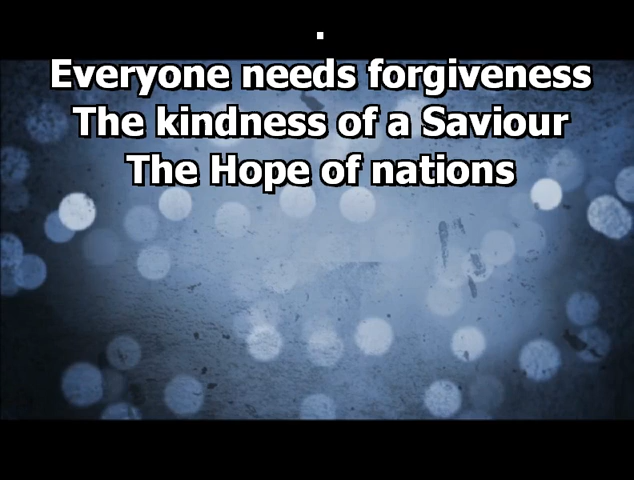 .
Everyone needs forgiveness
The kindness of a Saviour
The Hope of nations